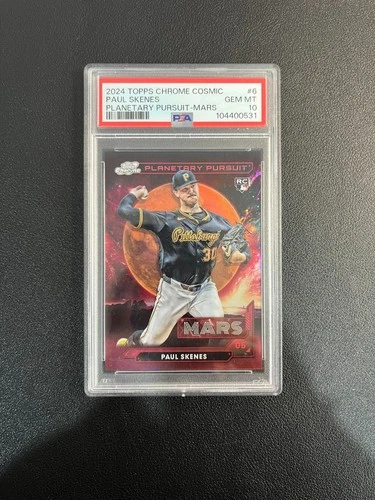 2024 TOPPS CHROME COSMIC #6
PAUL SKENES GEM MT
PLANETARY PURSUIT-MARS 10
PSA 104400531
PLANETARY PURSUIT
RC
Pittsburgh
30
MARS
PAUL SKENES